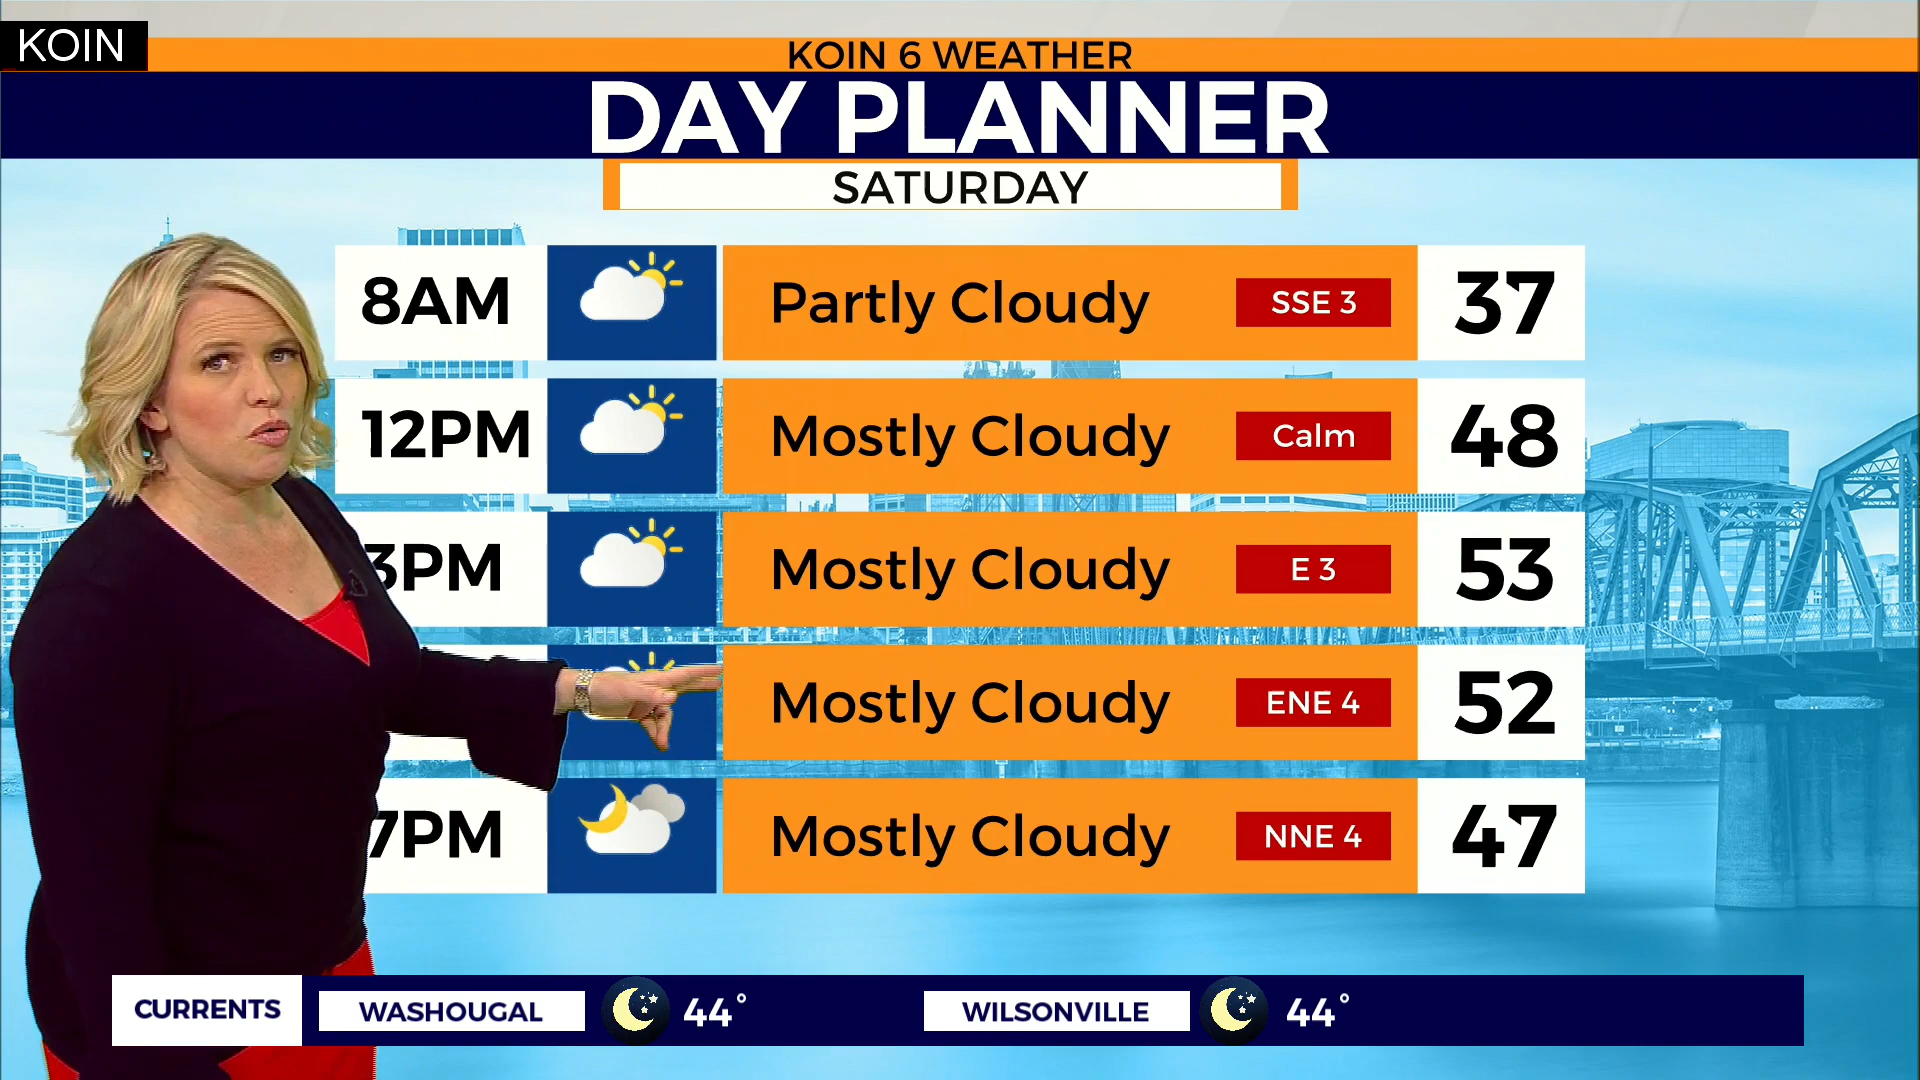 KOIN
KOIN 6 WEATHER
DAY PLANNER
SATURDAY
8AM Partly Cloudy SSE 3 37
12PM Mostly Cloudy Calm 48
3PM Mostly Cloudy E 3 53
Mostly Cloudy ENE 4 52
7PM Mostly Cloudy NNE 4 47
CURRENTS WASHOUGAL 44° WILSONVILLE 44°